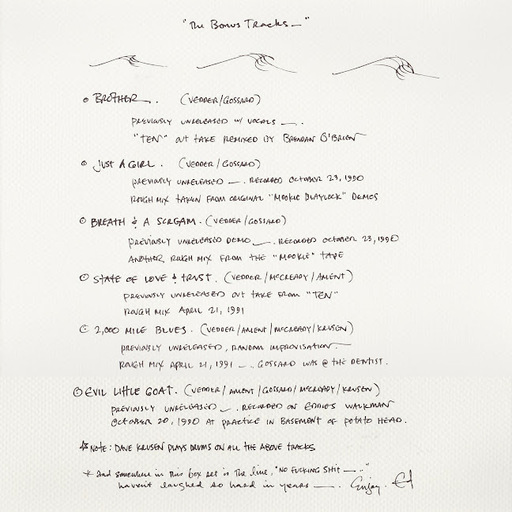 "The Bonus Tracks —"
○ BROTHER —. (VEDDER/GOSSARD)
PREVIOUSLY UNRELEASED W/ VOCALS —.
"TEN" OUT TAKE REMIXED BY BRENDAN O'BRIEN
○ JUST A GIRL. (VEDDER/GOSSARD)
PREVIOUSLY UNRELEASED —. RECORDED OCTOBER 23, 1990
ROUGH MIX TAKEN FROM ORIGINAL "MOOKIE BLAYLOCK" DEMOS
○ BREATH & A SCREAM. (VEDDER/GOSSARD)
PREVIOUSLY UNRELEASED DEMO —. RECORDED OCTOBER 23, 1990
ANOTHER ROUGH MIX FROM THE "MOOKIE" TAPE
○ STATE OF LOVE & TRUST. (VEDDER/MCCREADY/AMENT)
PREVIOUSLY UNRELEASED, OUT TAKE FROM "TEN"
ROUGH MIX APRIL 21, 1991
○ 2,000 MILE BLUES. (VEDDER/AMENT/MCCREADY/KRUSEN)
PREVIOUSLY UNRELEASED, RANDOM IMPROVISATION.
ROUGH MIX APRIL 21, 1991 —. GOSSARD WAS @ THE DENTIST.
○ EVIL LITTLE GOAT. (VEDDER/AMENT/GOSSARD/MCCREADY/KRUSEN)
PREVIOUSLY UNRELEASED —. RECORDED ON EDDIE'S WALKMAN
OCTOBER 20, 1990 AT PRACTICE IN BASEMENT OF POTATO HEAD.
☆ NOTE: DAVE KRUSEN PLAYS DRUMS ON ALL THE ABOVE TRACKS
* And somewhere in this box set is the line, "NO FUCKING SHIT —.."
haven't laughed so hard in years —. Enjoy. Ed